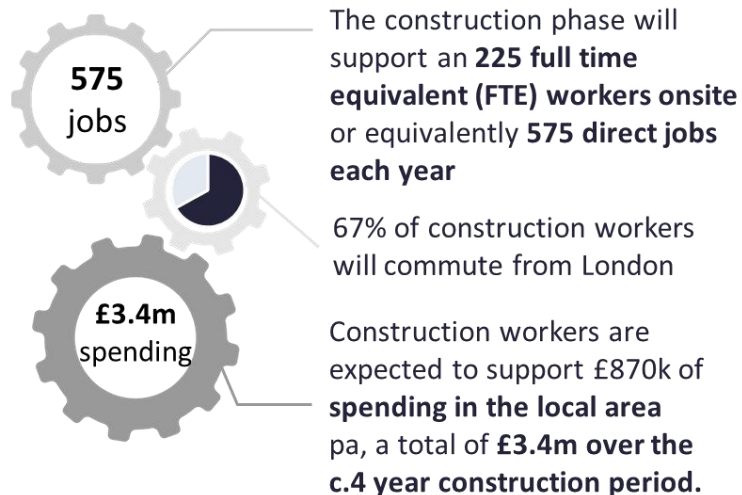 575
jobs
The construction phase will
support an 225 full time
equivalent (FTE) workers onsite
or equivalently 575 direct jobs
each year
67% of construction workers
will commute from London
£3.4m
spending
Construction workers are
expected to support £870k of
spending in the local area
pa, a total of £3.4m over the
c.4 year construction period.